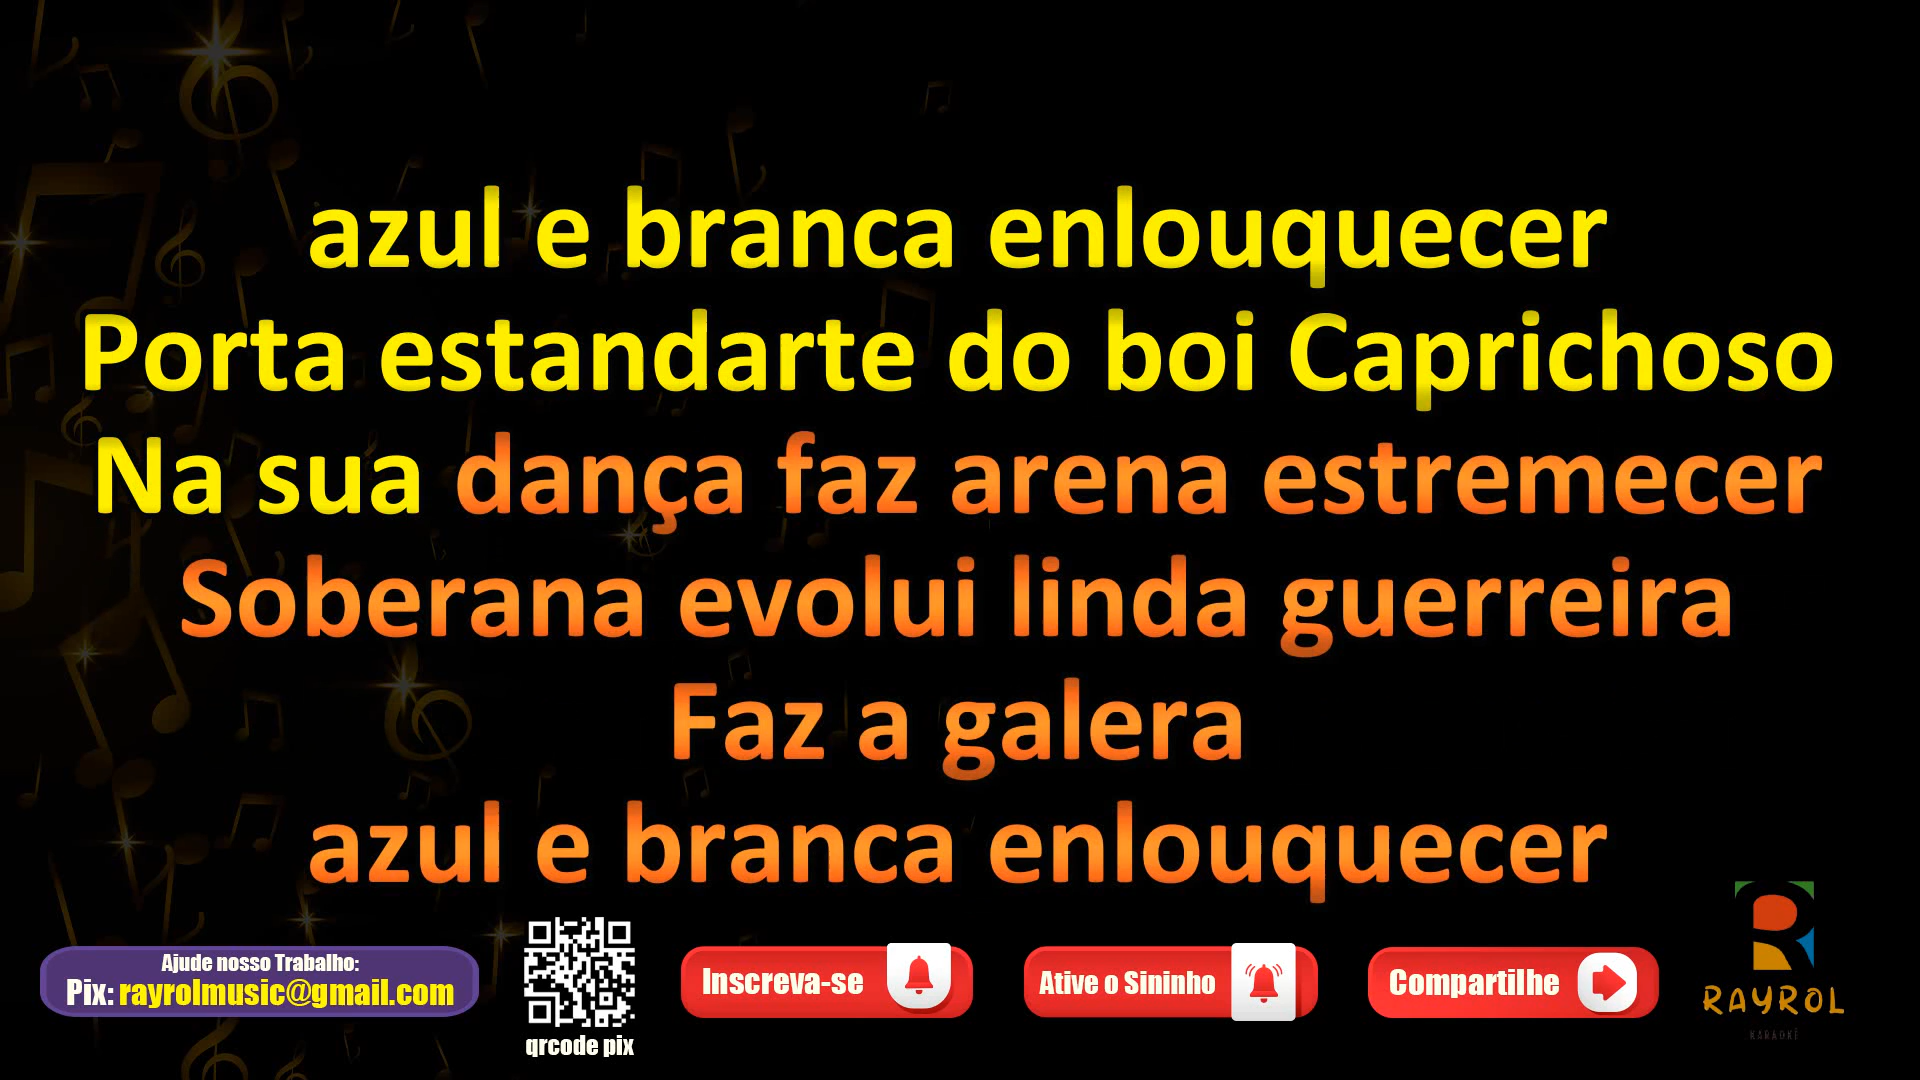 azul e branca enlouquecer
Porta estandarte do boi Caprichoso
Na sua dança faz arena estremecer
Soberana evolui linda guerreira
Faz a galera
azul e branca enlouquecer
Ajude nosso Trabalho:
Pix: rayrolmusic@gmail.com
qrcode pix
Inscreva-se
Ative o Sininho
Compartilhe
RAYROL
KARAOKÊ